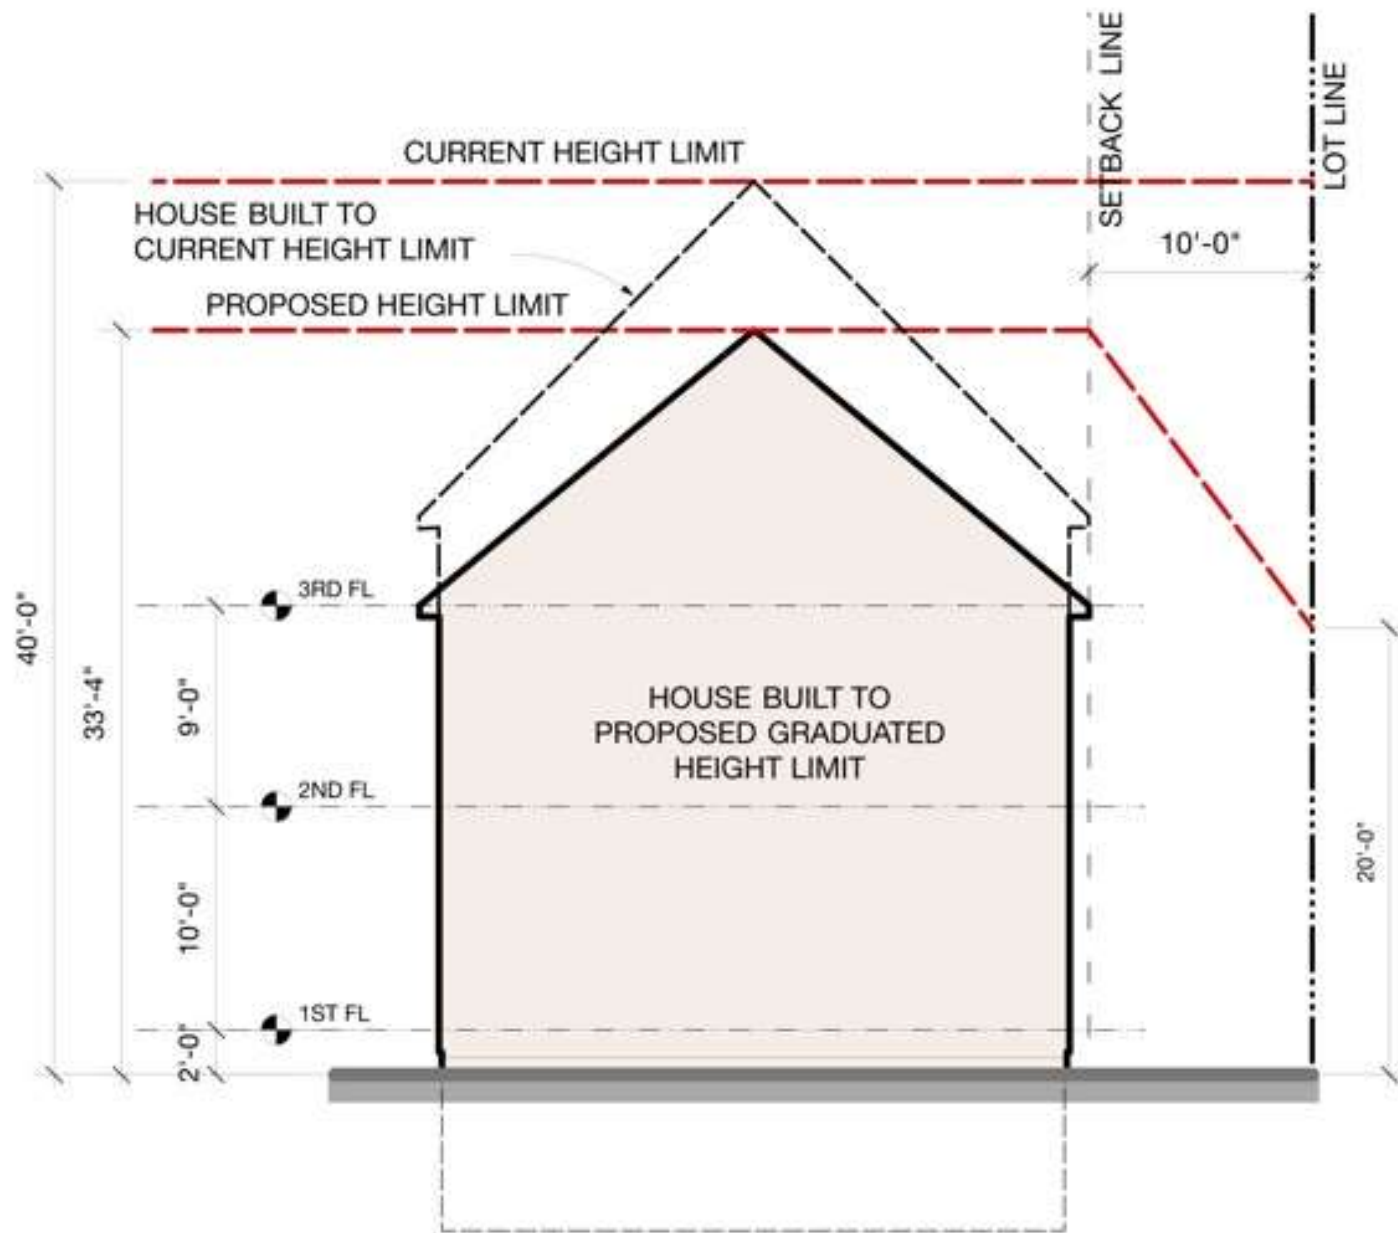 SETBACK LINE
LOT LINE
CURRENT HEIGHT LIMIT
HOUSE BUILT TO
CURRENT HEIGHT LIMIT
10'-0"
PROPOSED HEIGHT LIMIT
3RD FL
40'-0"
33'-4"
9'-0"
HOUSE BUILT TO
PROPOSED GRADUATED
HEIGHT LIMIT
2ND FL
20'-0"
10'-0"
1ST FL
2'-0"